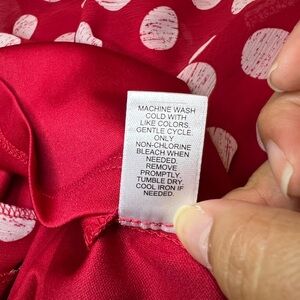 MACHINE WASH
COLD WITH
LIKE COLORS.
GENTLE CYCLE.
ONLY
NON-CHLORINE
BLEACH WHEN
NEEDED.
REMOVE
PROMPTLY.
TUMBLE DRY.
COOL IRON IF
NEEDED.